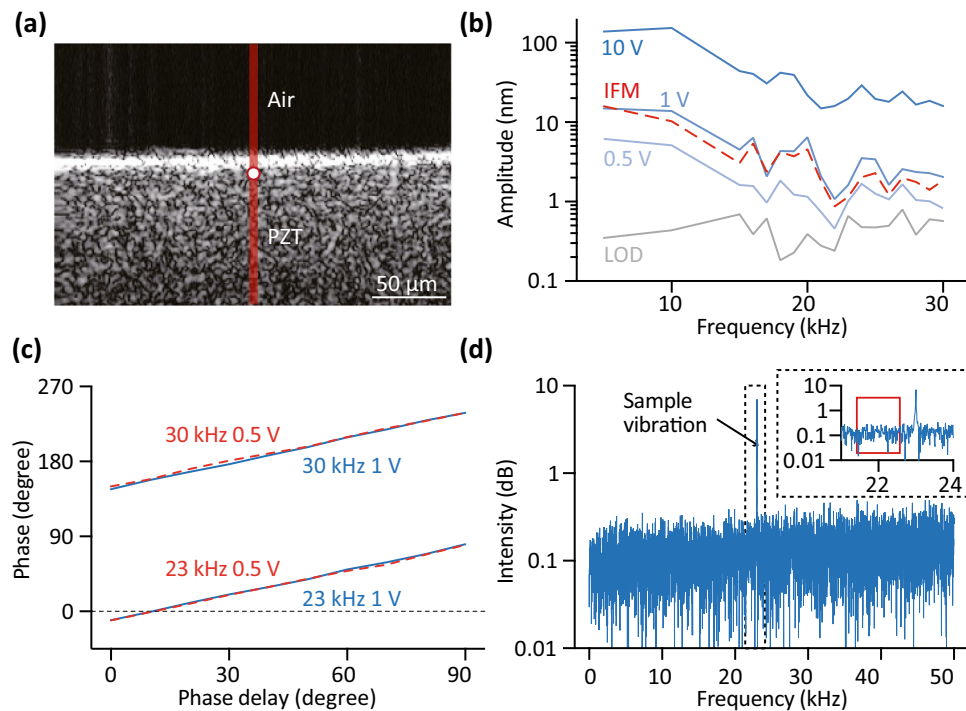 (a)
Air
PZT
50 µm
(b)
Amplitude (nm)
100
10
1
0.1
10 V
IFM
1 V
0.5 V
LOD
10
20
30
Frequency (kHz)
(c)
Phase (degree)
270
180
90
0
30 kHz 0.5 V
30 kHz 1 V
23 kHz 0.5 V
23 kHz 1 V
0
30
60
90
Phase delay (degree)
(d)
Intensity (dB)
10
1
0.1
0.01
Sample
vibration
10
1
0.1
0.01
22
24
0
10
20
30
40
50
Frequency (kHz)